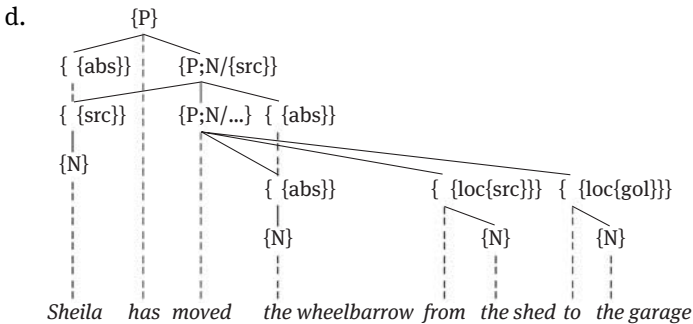 d.
{P}
{ {abs}} {P;N/{src}}
{ {src}} {P;N/...} { {abs}}
{N}
{ {abs}} { {loc{src}}} { {loc{gol}}}
{N} {N} {N}
Sheila has moved the wheelbarrow from the shed to the garage